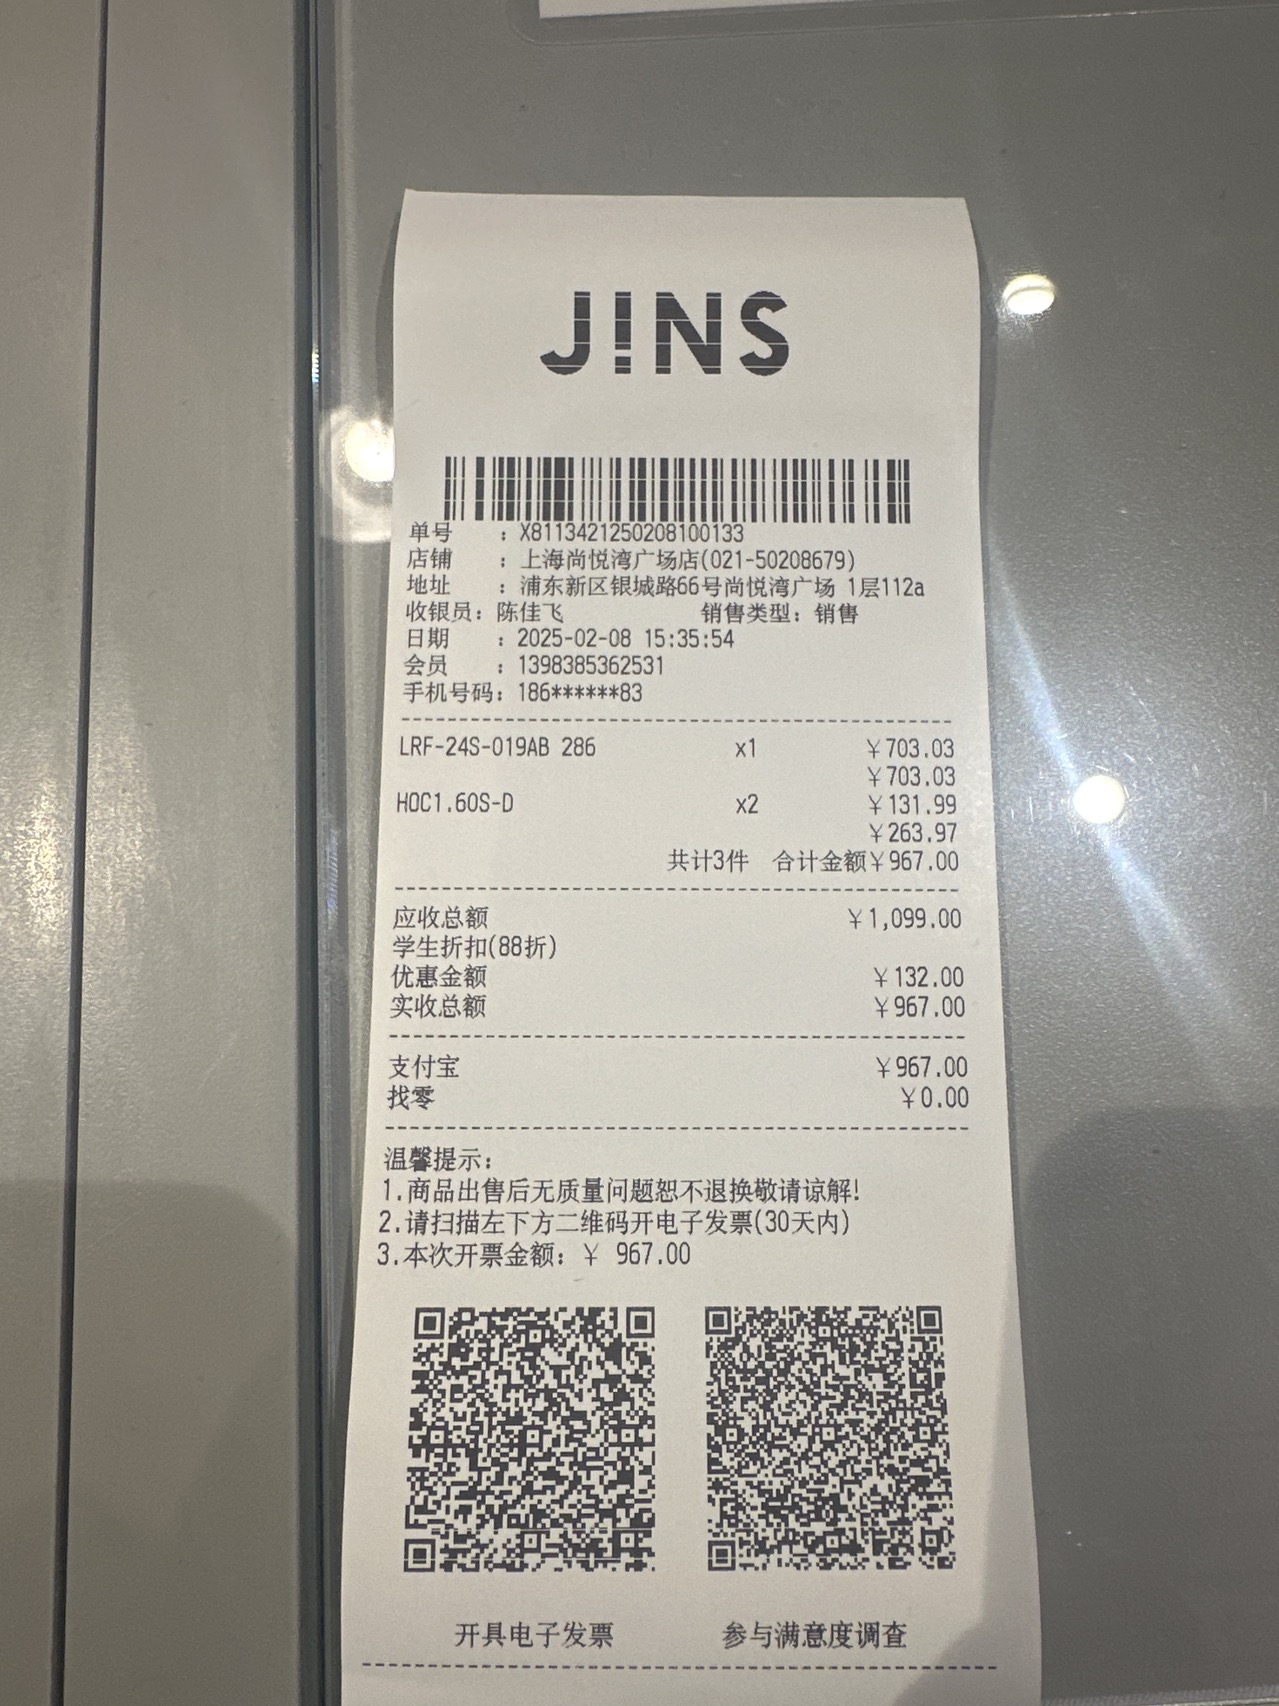 JINS
单号 : X8113421250208100133
店铺 : 上海尚悦湾广场店(021-50208679)
地址 : 浦东新区银城路66号尚悦湾广场 1层112a
收银员: 陈佳飞 销售类型: 销售
日期 : 2025-02-08 15:35:54
会员 : 1398385362531
手机号码: 186******83
LRF-24S-019AB 286 x1 ¥703.03
¥703.03
HOC1.60S-D x2 ¥131.99
¥263.97
共计3件 合计金额¥967.00
应收总额 ¥1,099.00
学生折扣(88折)
优惠金额 ¥132.00
实收总额 ¥967.00
支付宝 ¥967.00
找零 ¥0.00
温馨提示:
1.商品出售后无质量问题恕不退换敬请谅解!
2.请扫描左下方二维码开电子发票(30天内)
3.本次开票金额: ¥ 967.00
开具电子发票 参与满意度调查